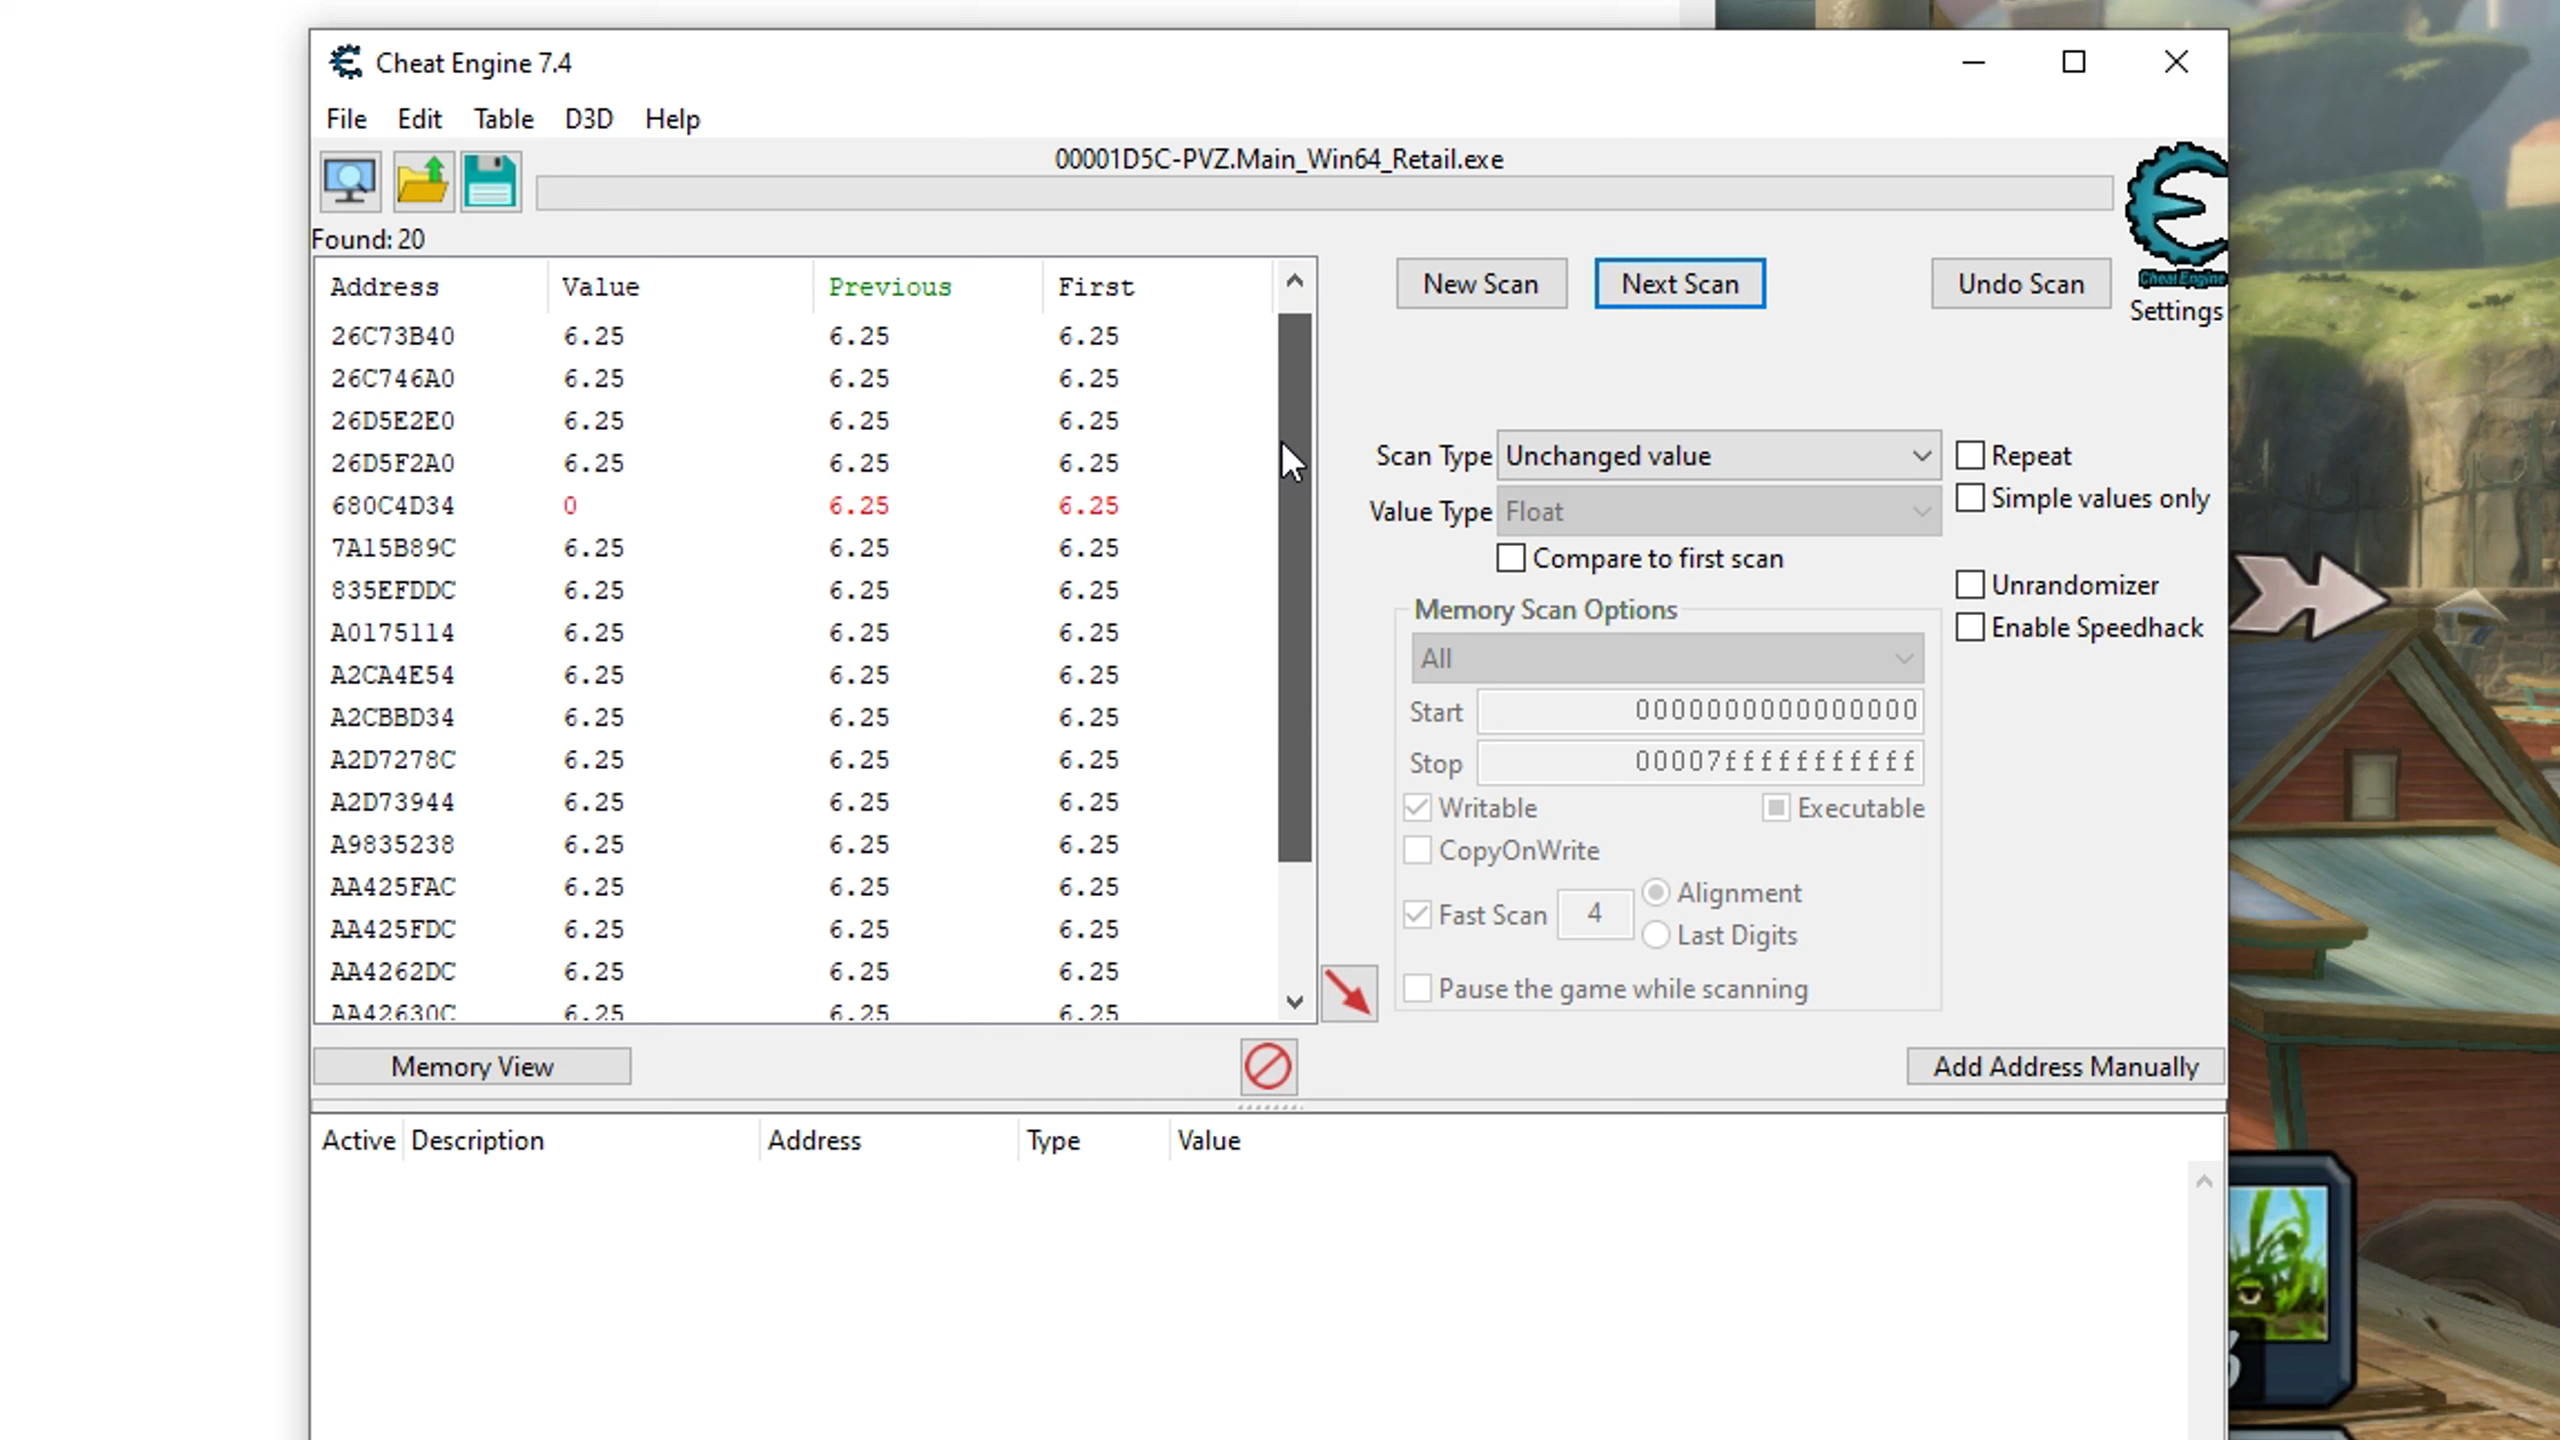 Cheat Engine 7.4
File Edit Table D3D Help
00001D5C-PVZ.Main_Win64_Retail.exe
Found: 20
Cheat Engine
Settings
Address Value Previous First
26C73B40 6.25 6.25 6.25
26C746A0 6.25 6.25 6.25
26D5E2E0 6.25 6.25 6.25
26D5F2A0 6.25 6.25 6.25
680C4D34 0 6.25 6.25
7A15B89C 6.25 6.25 6.25
835EFDDC 6.25 6.25 6.25
A0175114 6.25 6.25 6.25
A2CA4E54 6.25 6.25 6.25
A2CBBD34 6.25 6.25 6.25
A2D7278C 6.25 6.25 6.25
A2D73944 6.25 6.25 6.25
A9835238 6.25 6.25 6.25
AA425FAC 6.25 6.25 6.25
AA425FDC 6.25 6.25 6.25
AA4262DC 6.25 6.25 6.25
AA42630C 6.25 6.25 6.25
New Scan Next Scan Undo Scan
Scan Type Unchanged value Repeat
Simple values only
Value Type Float
Compare to first scan
Unrandomizer
Enable Speedhack
Memory Scan Options
All
Start 0000000000000000
Stop 00007fffffffffff
Writable Executable
CopyOnWrite
Fast Scan 4 Alignment
Last Digits
Pause the game while scanning
Memory View Add Address Manually
Active Description Address Type Value